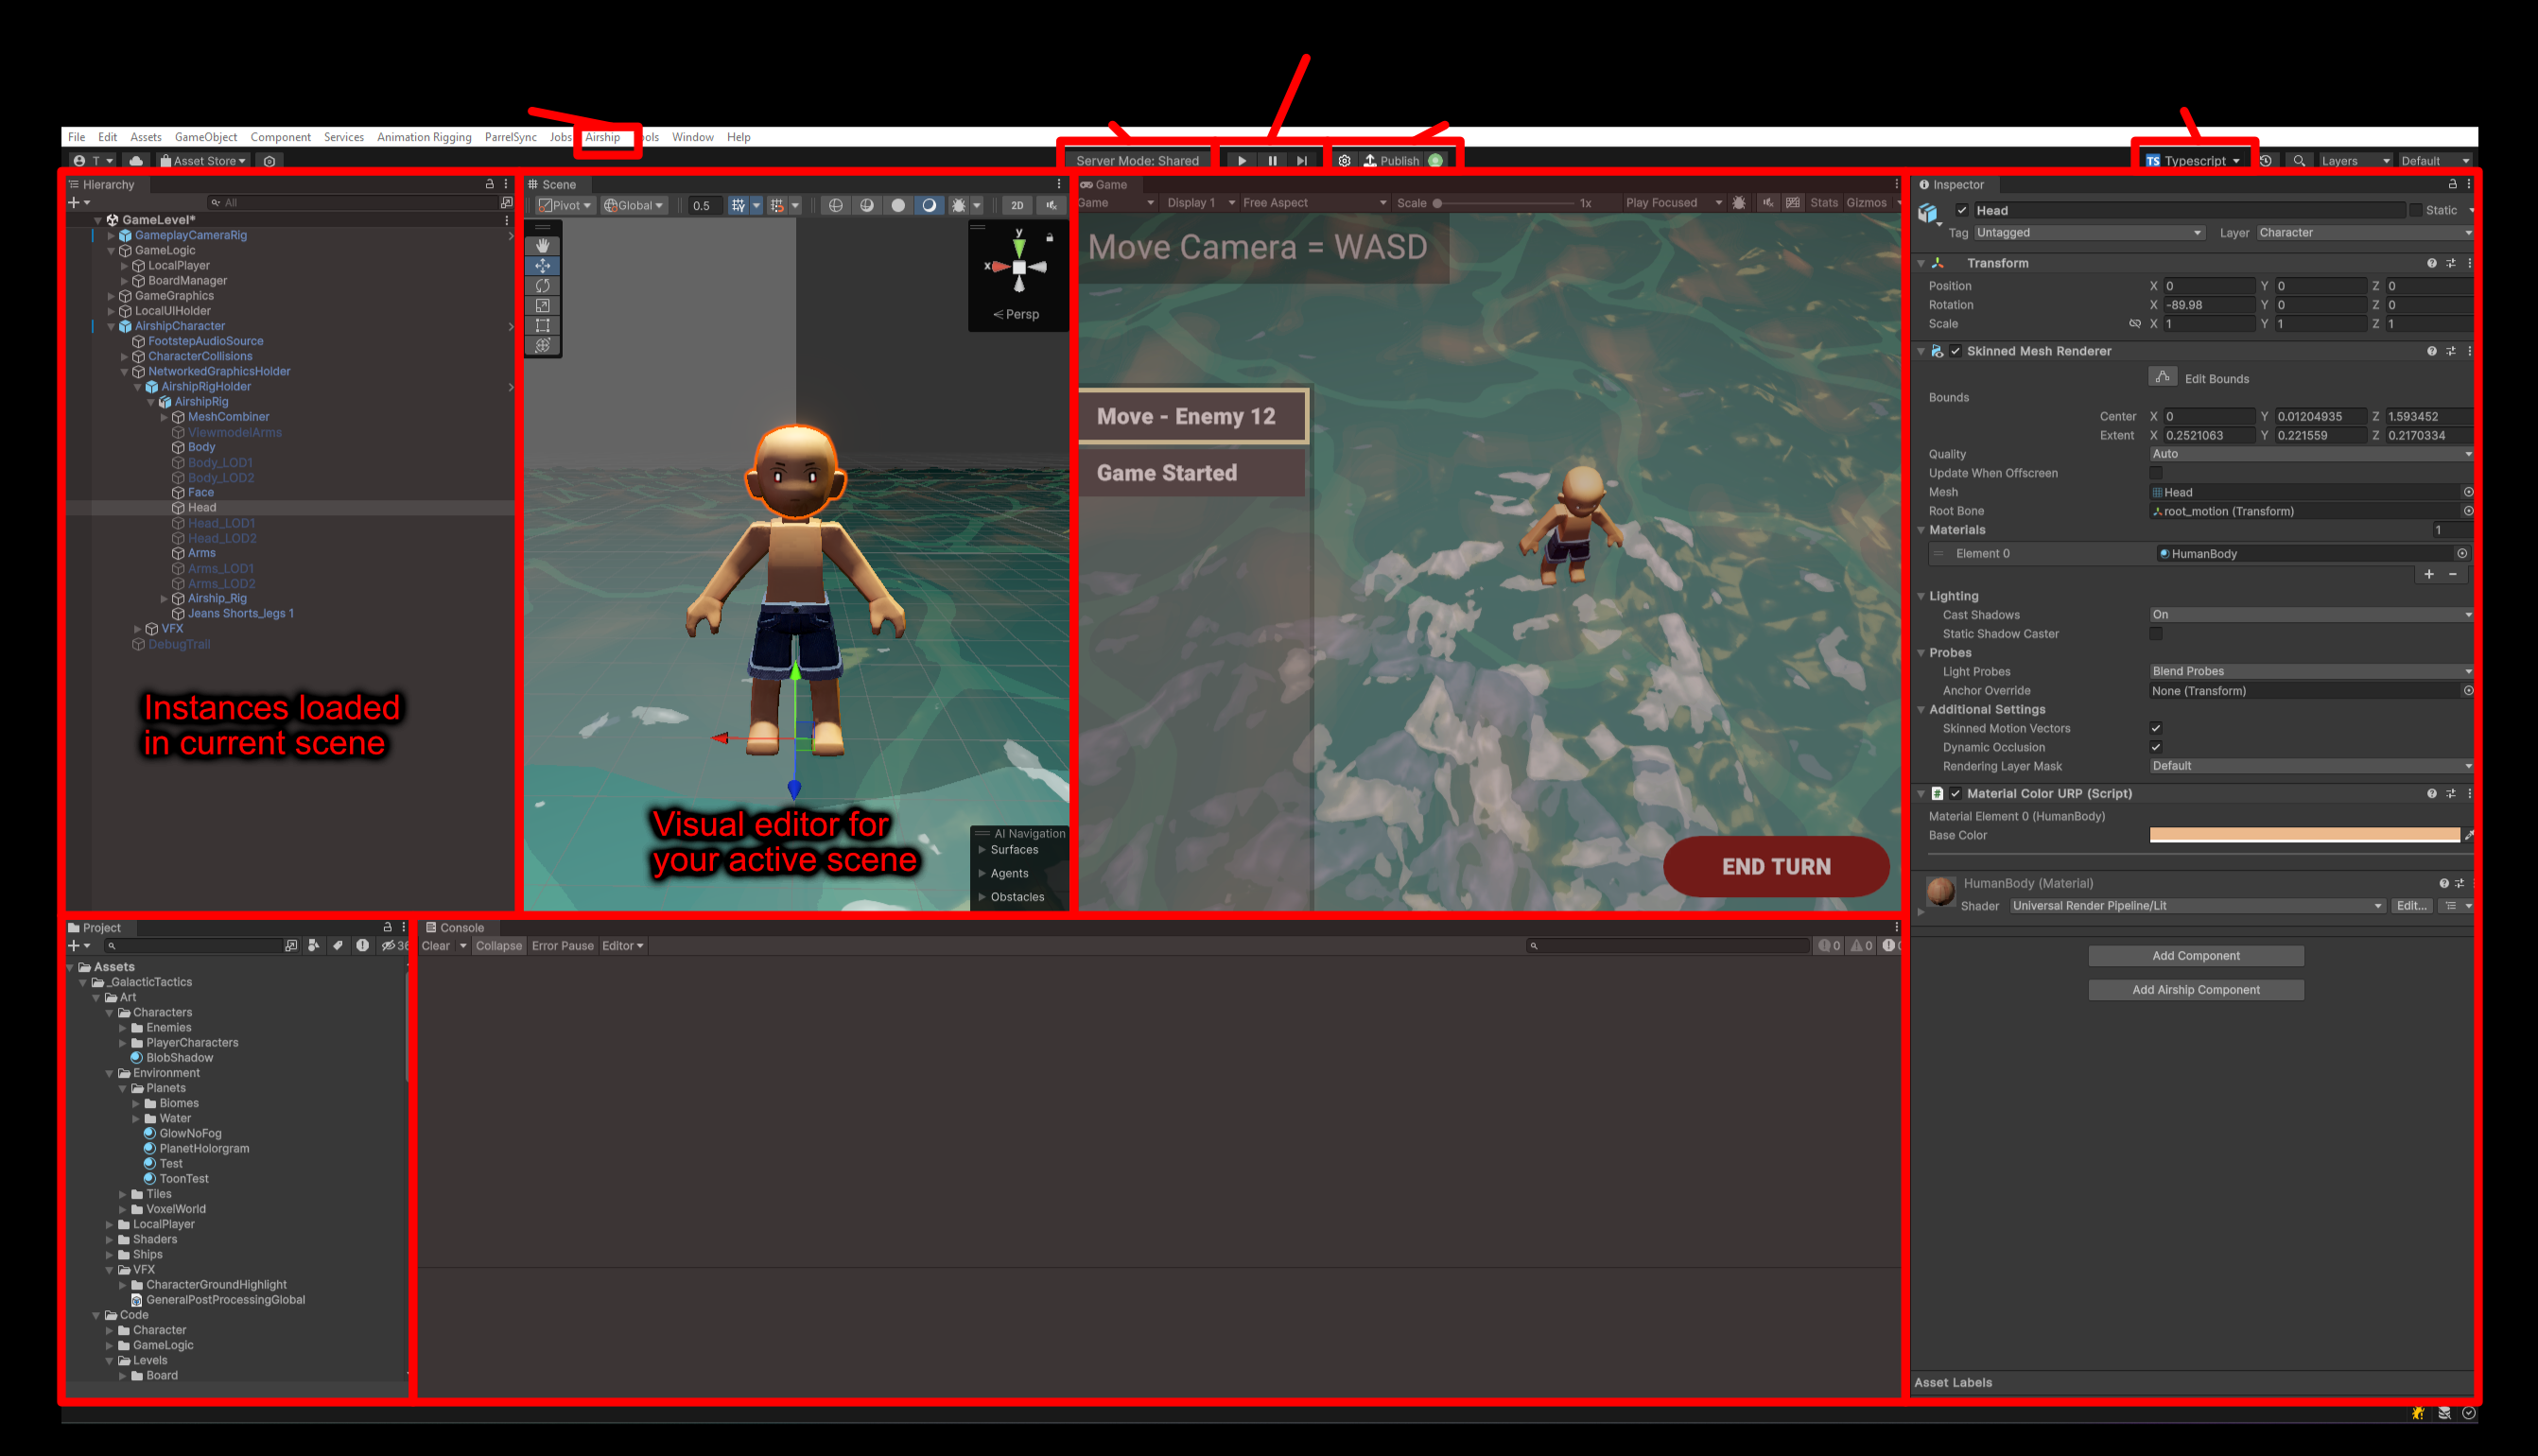 File Edit Assets GameObject Component Services Animation Rigging ParrelSync Jobs Airship ols Window Help
T Asset Store Server Mode: Shared Publish TS Typescript Layers Default
Hierarchy
All
GameLevel*
GameplayCameraRig
GameLogic
LocalPlayer
BoardManager
GameGraphics
LocalUIHolder
AirshipCharacter
FootstepAudioSource
CharacterCollisions
NetworkedGraphicsHolder
AirshipRigHolder
AirshipRig
MeshCombiner
ViewmodelArms
Body
Body_LOD1
Body_LOD2
Face
Head
Head_LOD1
Head_LOD2
Arms
Arms_LOD1
Arms_LOD2
Airship_Rig
Jeans Shorts_legs 1
VFX
DebugTrail
Instances loaded
in current scene
Scene
Pivot Global 0.5 2D
y
x
Persp
Visual editor for
your active scene
AI Navigation
Surfaces
Agents
Obstacles
Game
Game Display 1 Free Aspect Scale 1x Play Focused Stats Gizmos
Move Camera = WASD
Move - Enemy 12
Game Started
END TURN
Inspector
Head Static
Tag Untagged Layer Character
Transform
Position X 0 Y 0 Z 0
Rotation X -89.98 Y 0 Z 0
Scale X 1 Y 1 Z 1
Skinned Mesh Renderer
Edit Bounds
Bounds
Center X 0 Y 0.01204935 Z 1.593452
Extent X 0.2521063 Y 0.221559 Z 0.2170334
Quality Auto
Update When Offscreen
Mesh Head
Root Bone root_motion (Transform)
Materials 1
Element 0 HumanBody
+ −
Lighting
Cast Shadows On
Static Shadow Caster
Probes
Light Probes Blend Probes
Anchor Override None (Transform)
Additional Settings
Skinned Motion Vectors
Dynamic Occlusion
Rendering Layer Mask Default
# Material Color URP (Script)
Material Element 0 (HumanBody)
Base Color
HumanBody (Material)
Shader Universal Render Pipeline/Lit Edit...
Add Component
Add Airship Component
Asset Labels
Project
36
Assets
_GalacticTactics
Art
Characters
Enemies
PlayerCharacters
BlobShadow
Environment
Planets
Biomes
Water
GlowNoFog
PlanetHolorgram
Test
ToonTest
Tiles
VoxelWorld
LocalPlayer
Shaders
Ships
VFX
CharacterGroundHighlight
GeneralPostProcessingGlobal
Code
Character
GameLogic
Levels
Board
Console
Clear Collapse Error Pause Editor 0 0